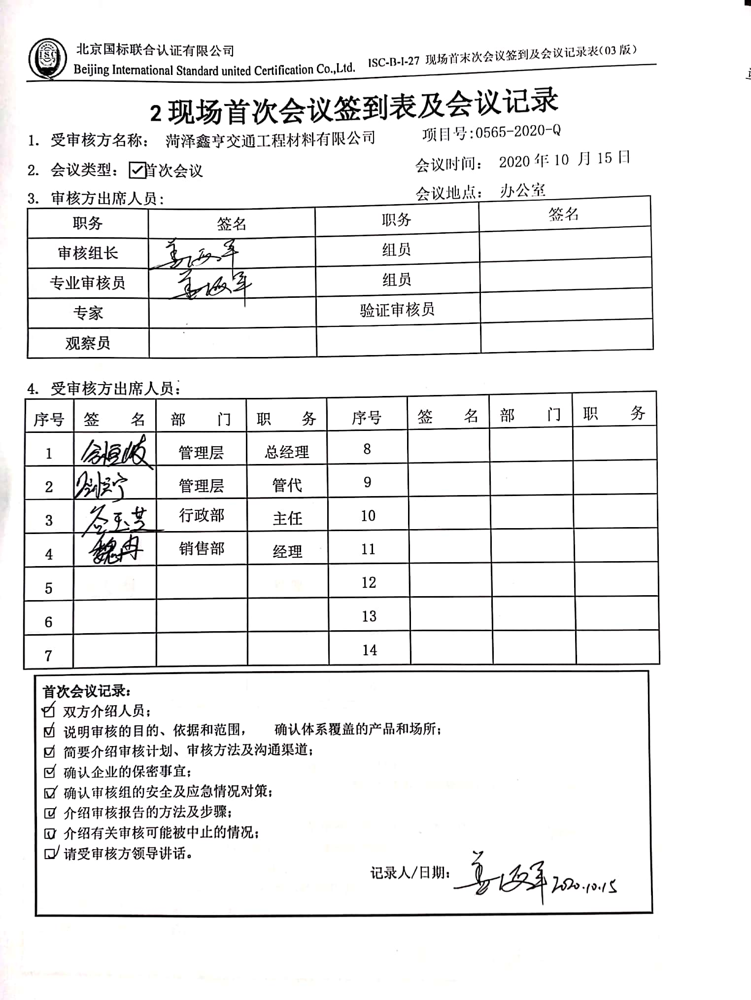 北京国标联合认证有限公司
Beijing International Standard united Certification Co.,Ltd. ISC-B-I-27 现场首末次会议签到及会议记录表(03 版)
2 现场首次会议签到表及会议记录
1. 受审核方名称: 菏泽鑫亨交通工程材料有限公司 项目号:0565-2020-Q
2. 会议类型: ☑首次会议 会议时间: 2020 年 10 月 15 日
3. 审核方出席人员: 会议地点: 办公室
职务 签名 职务 签名
审核组长 姜海军 组员
专业审核员 姜海军 组员
专家 验证审核员
观察员
4. 受审核方出席人员:
序号 签 名 部 门 职 务 序号 签 名 部 门 职 务
1 管理层 总经理 8
2 管理层 管代 9
3 行政部 主任 10
4 魏冉 销售部 经理 11
5 12
6 13
7 14
首次会议记录:
☑ 双方介绍人员;
☑ 说明审核的目的、依据和范围, 确认体系覆盖的产品和场所;
☑ 简要介绍审核计划、审核方法及沟通渠道;
☑ 确认企业的保密事宜;
☑ 确认审核组的安全及应急情况对策;
☑ 介绍审核报告的方法及步骤;
☑ 介绍有关审核可能被中止的情况;
☑ 请受审核方领导讲话。
记录人/日期: 姜海军 2020.10.15